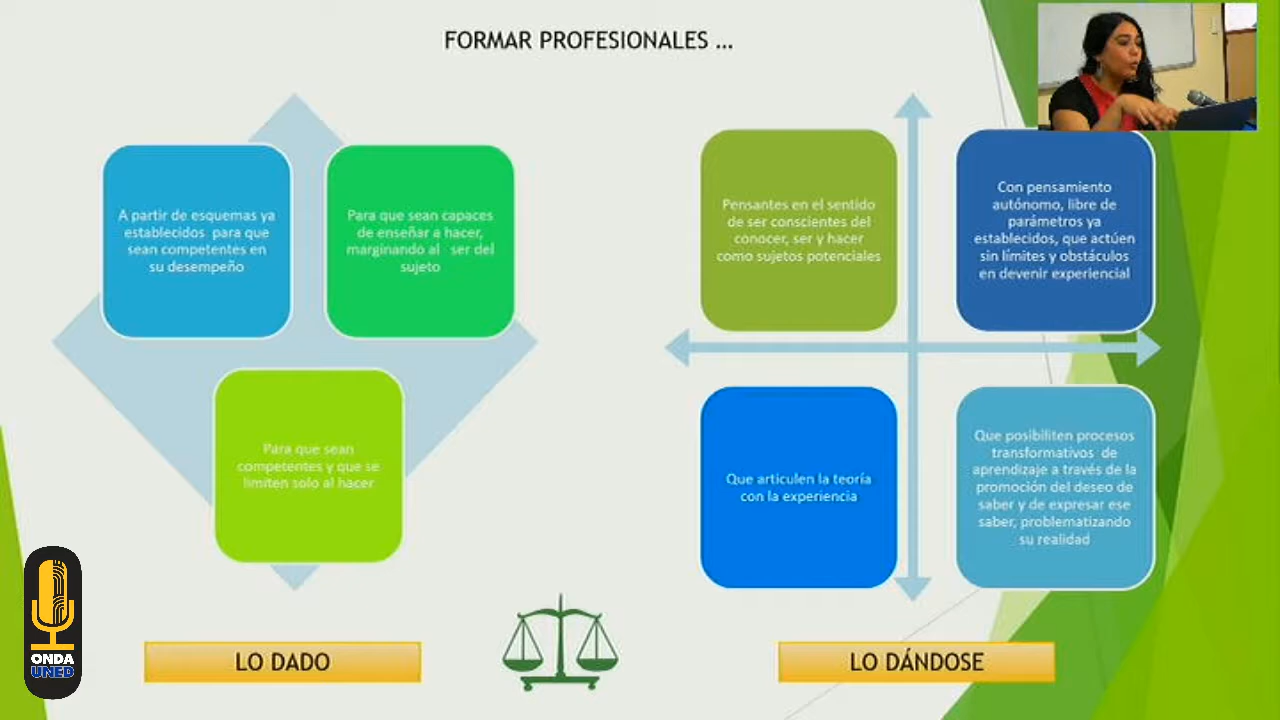 FORMAR PROFESIONALES ...
A partir de esquemas ya
establecidos para que
sean competentes en
su desempeño
Para que sean capaces
de enseñar a hacer,
marginando al ser del
sujeto
Para que sean
competentes y que se
limiten solo al hacer
LO DADO
Pensantes en el sentido
de ser conscientes del
conocer, ser y hacer
como sujetos potenciales
Con pensamiento
autónomo, libre de
parámetros ya
establecidos, que actúen
sin límites y obstáculos
en devenir experiencial
Que articulen la teoría
con la experiencia
Que posibiliten procesos
transformativos de
aprendizaje a través de la
promoción del deseo de
saber y de expresar ese
saber, problematizando
su realidad
LO DÁNDOSE
ONDA
UNED